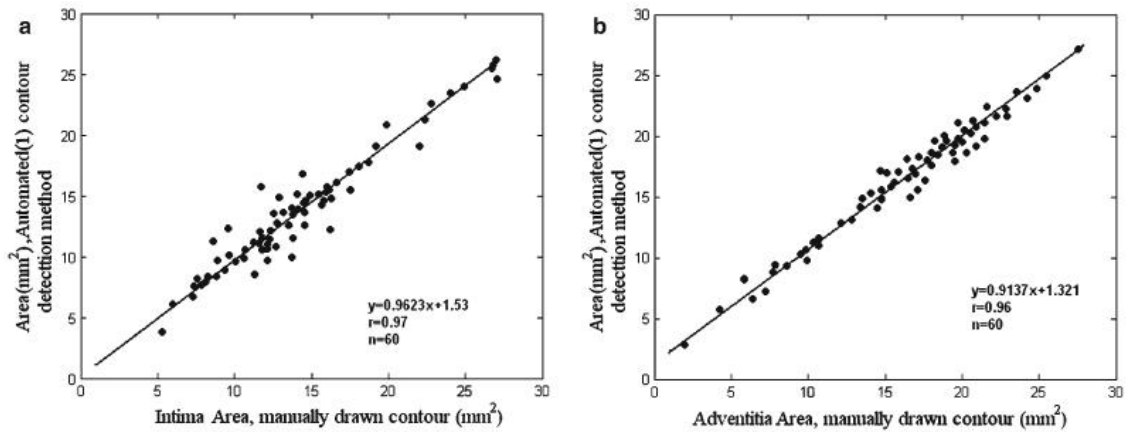 a
30
25
20
15
10
5
0
0 5 10 15 20 25 30
Area(mm²),Automated(1) contour
detecttion method
y=0.9623x+1.53
r=0.97
n=60
Intima Area, manually drawn contour (mm²)
b
30
25
20
15
10
5
0
0 5 10 15 20 25 30
Area(mm²),Automated(1) contour
detecttion method
y=0.9137x+1.321
r=0.96
n=60
Adventitia Area, manually drawn contour (mm²)